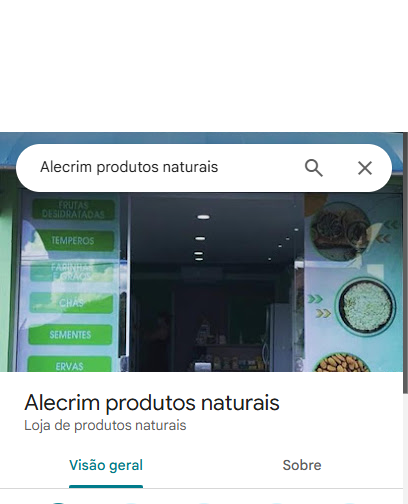 Alecrim produtos naturais
FRUTAS
DESIDRATADAS
TEMPEROS
FARINHAS
E GRÃOS
CHÁS
SEMENTES
ERVAS
Alecrim produtos naturais
Loja de produtos naturais
Visão geral
Sobre